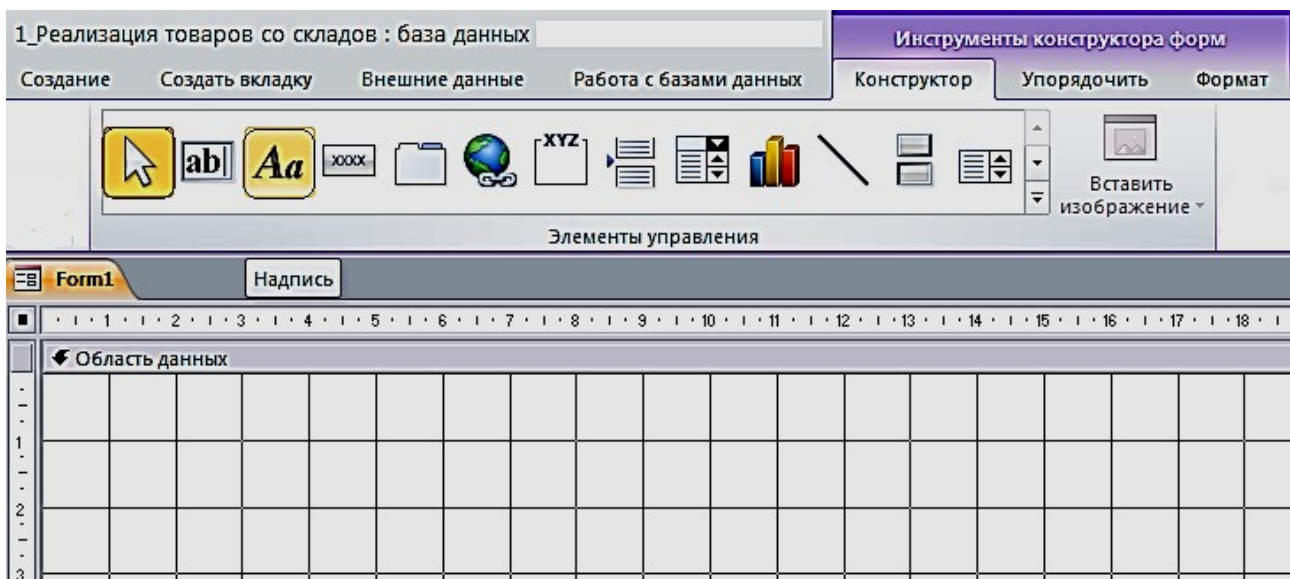 1_Реализация товаров со складов : база данных Инструменты конструктора форм
Создание Создать вкладку Внешние данные Работа с базами данных Конструктор Упорядочить Формат
ab Aa XXXX XYZ
Вставить
изображение
Элементы управления
Form1 Надпись
1 2 3 4 5 6 7 8 9 10 11 12 13 14 15 16 17 18
Область данных
1
2
3